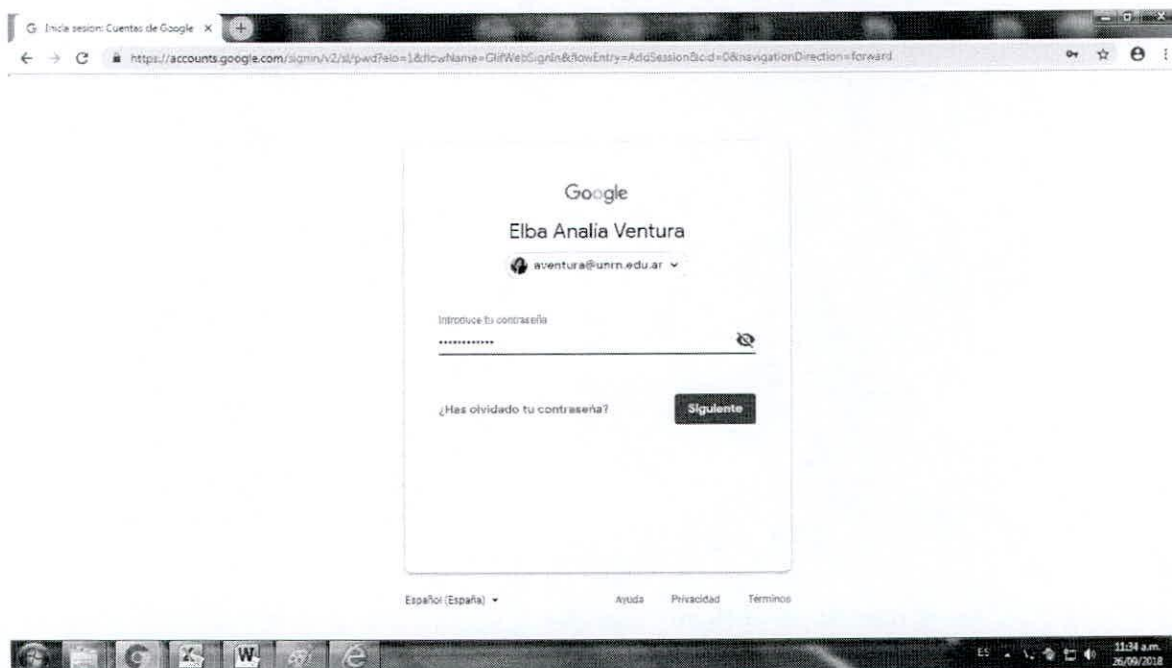 G Inicia sesion: Cuentas de Google × +
https://accounts.google.com/signin/v2/sl/pwd?elo=1&flowName=GlifWebSignIn&flowEntry=AddSession&cid=0&navigationDirection=forward
Google
Elba Analia Ventura
aventura@unrn.edu.ar
Introduce tu contraseña
••••••••••••
¿Has olvidado tu contraseña?
Siguiente
Español (España)
Ayuda Privacidad Términos
ES 11:34 a.m.
26/09/2018